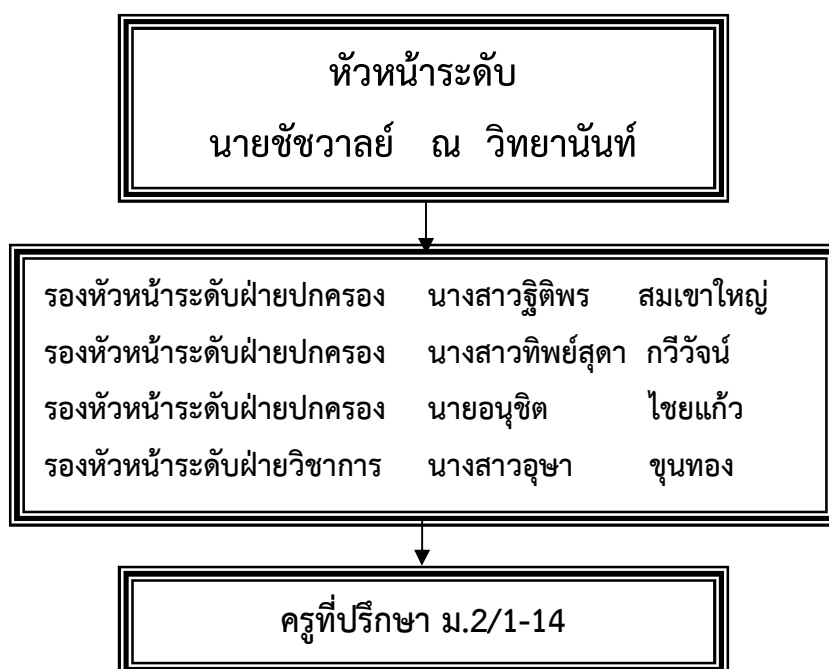 หัวหน้าระดับ
นายชัชวาลย์ ณ วิทยานันท์
รองหัวหน้าระดับฝ่ายปกครอง นางสาวฐิติพร สมเขาใหญ่
รองหัวหน้าระดับฝ่ายปกครอง นางสาวทิพย์สุดา กวีวัจน์
รองหัวหน้าระดับฝ่ายปกครอง นายอนุชิต ไชยแก้ว
รองหัวหน้าระดับฝ่ายวิชาการ นางสาวอุษา ขุนทอง
ครูที่ปรึกษา ม.2/1-14